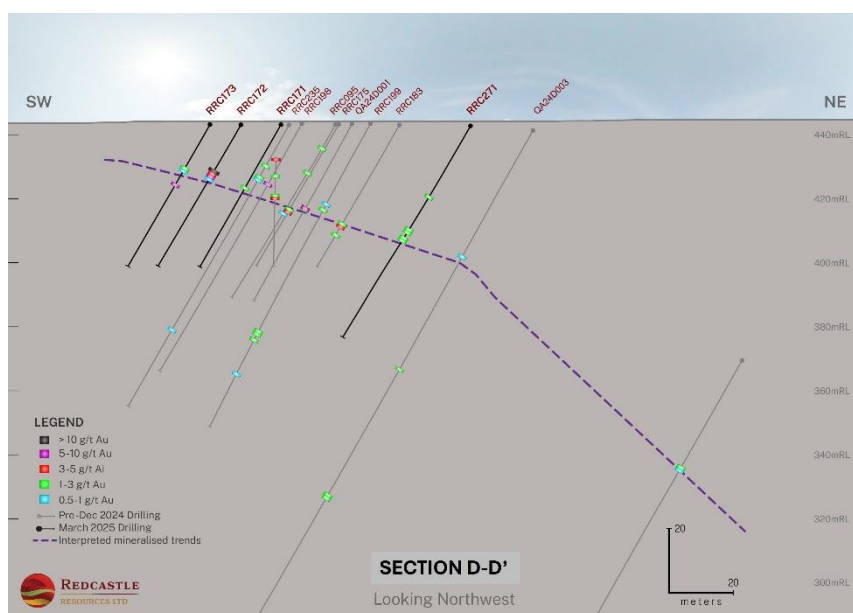 SW
NE
RRC173
RRC172
RRC171
RRC235
RRC198
RRC095
RRC175
QA24D001
RRC199
RRC183
RRC271
QA24D003
440mRL
420mRL
400mRL
380mRL
360mRL
340mRL
320mRL
300mRL
LEGEND
> 10 g/t Au
5-10 g/t Au
3-5 g/t Ai
1-3 g/t Au
0.5-1 g/t Au
Pre-Dec 2024 Drilling
March 2025 Drilling
Interpreted mineralised trends
REDCASTLE
RESOURCES LTD
SECTION D-D'
Looking Northwest
20
20
meters